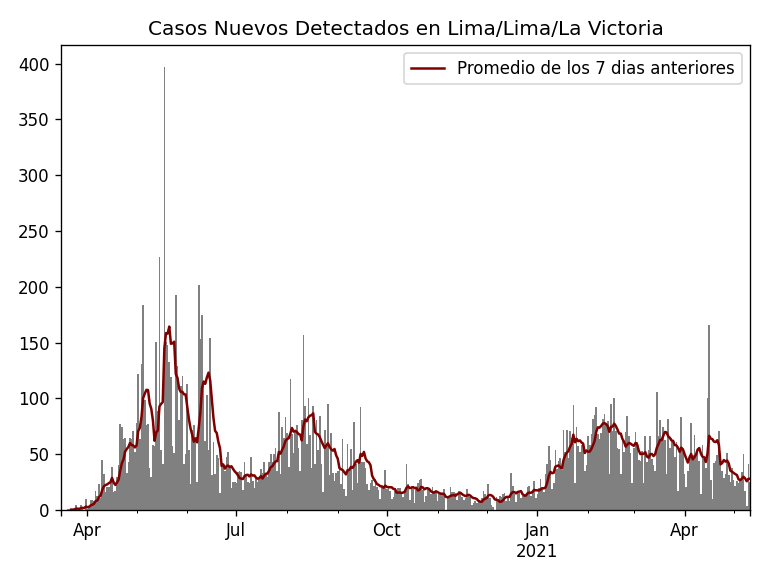 Casos Nuevos Detectados en Lima/Lima/La Victoria
Promedio de los 7 dias anteriores
400
350
300
250
200
150
100
50
0
Apr
Jul
Oct
Jan
2021
Apr